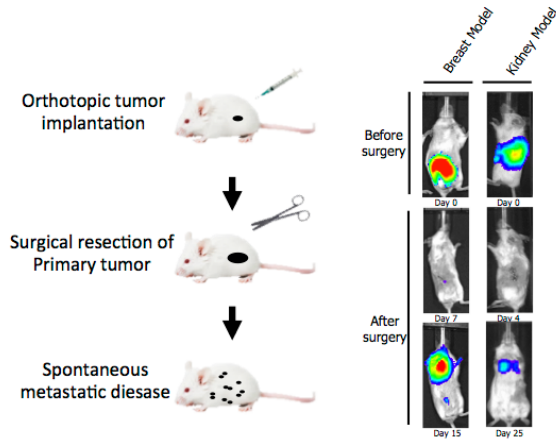 Orthotopic tumor
implantation
Surgical resection of
Primary tumor
Spontaneous
metastatic diesase
Breast Model
Kidney Model
Before
surgery
Day 0
Day 0
After
surgery
Day 7
Day 4
Day 15
Day 25